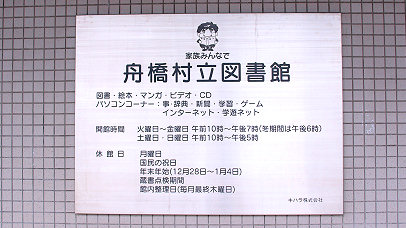 家族みんなで
舟橋村立図書館
図書・絵本・マンガ・ビデオ・CD
パソコンコーナー：事・辞典・新聞・学習・ゲーム
インターネット・学遊ネット
開館時間 火曜日～金曜日 午前10時～午後7時(冬期間は午後6時)
土曜日・日曜日 午前10時～午後5時
休館日 月曜日
国民の祝日
年末年始(12月28日～1月4日)
蔵書点検期間
館内整理日(毎月最終木曜日)
キハラ株式会社